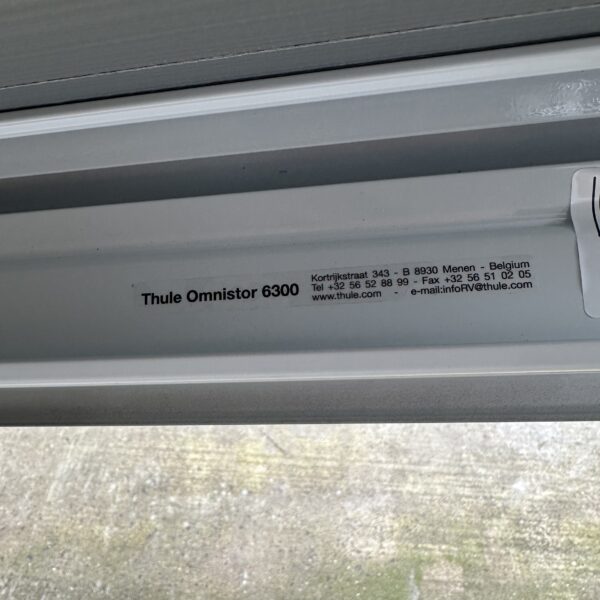 Thule Omnistor 6300
Kortrijkstraat 343 - B 8930 Menen - Belgium
Tel +32 56 52 88 99 - Fax +32 56 51 02 05
www.thule.com - e-mail:infoRV@thule.com